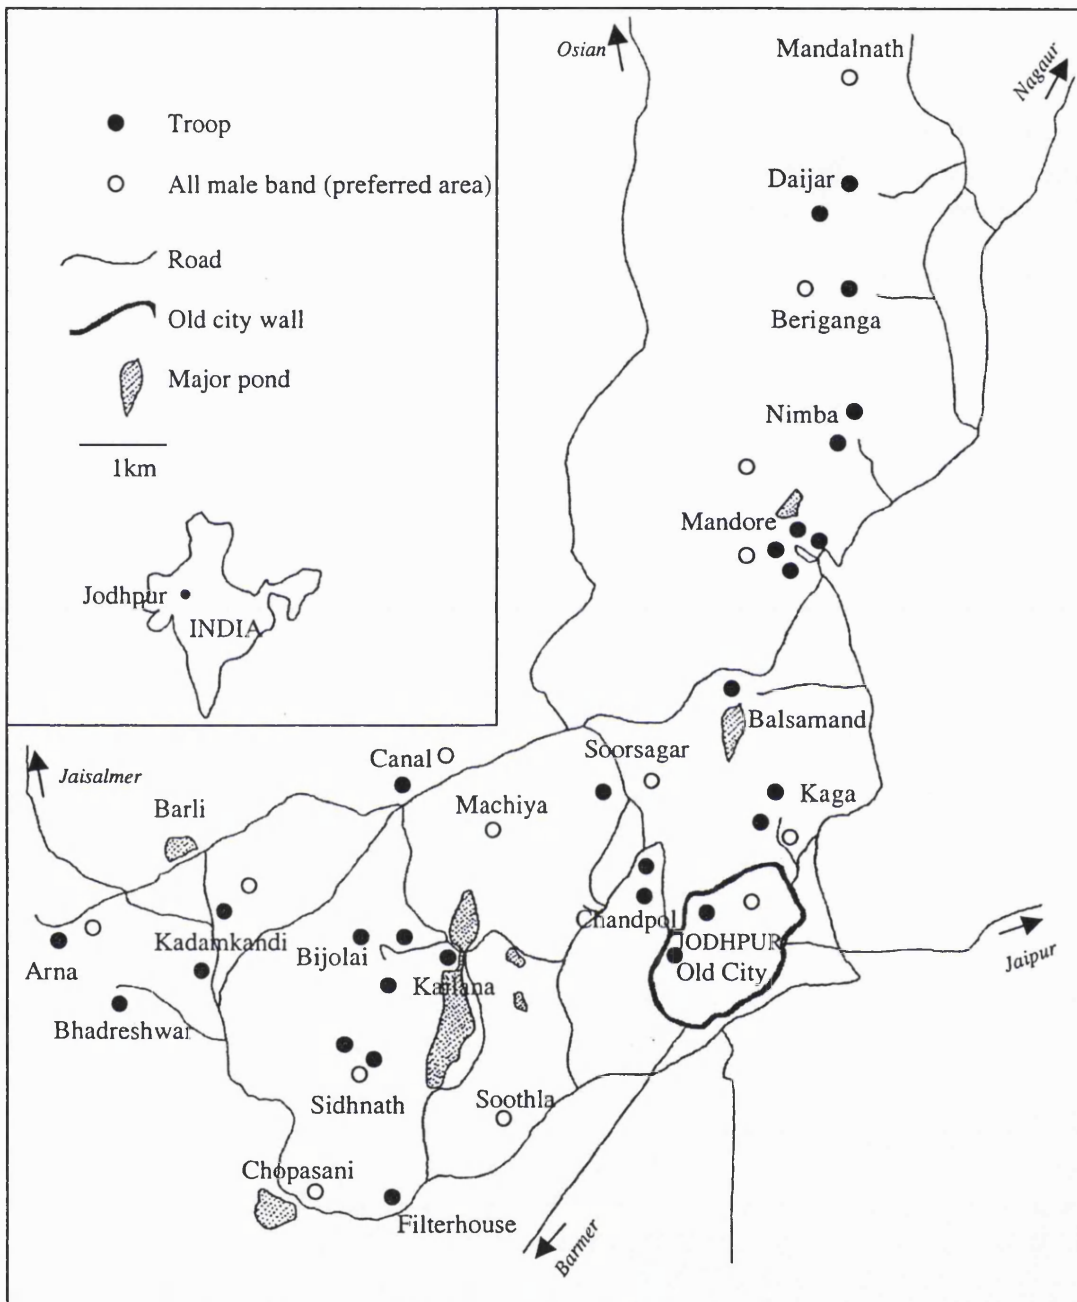 Troop
All male band (preferred area)
Road
Old city wall
Major pond
1km
Jodhpur
INDIA
Osian
Mandalnath
Nagaur
Daijar
Beriganga
Nimba
Mandore
Balsamand
Soorsagar
Canal
Jaisalmer
Barli
Machiya
Kaga
Chandpol
JODHPUR
Old City
Jaipur
Kadamkandi
Bijolai
Kailana
Arna
Bhadreshwar
Sidhnath
Soothla
Chopasani
Filterhouse
Barmer